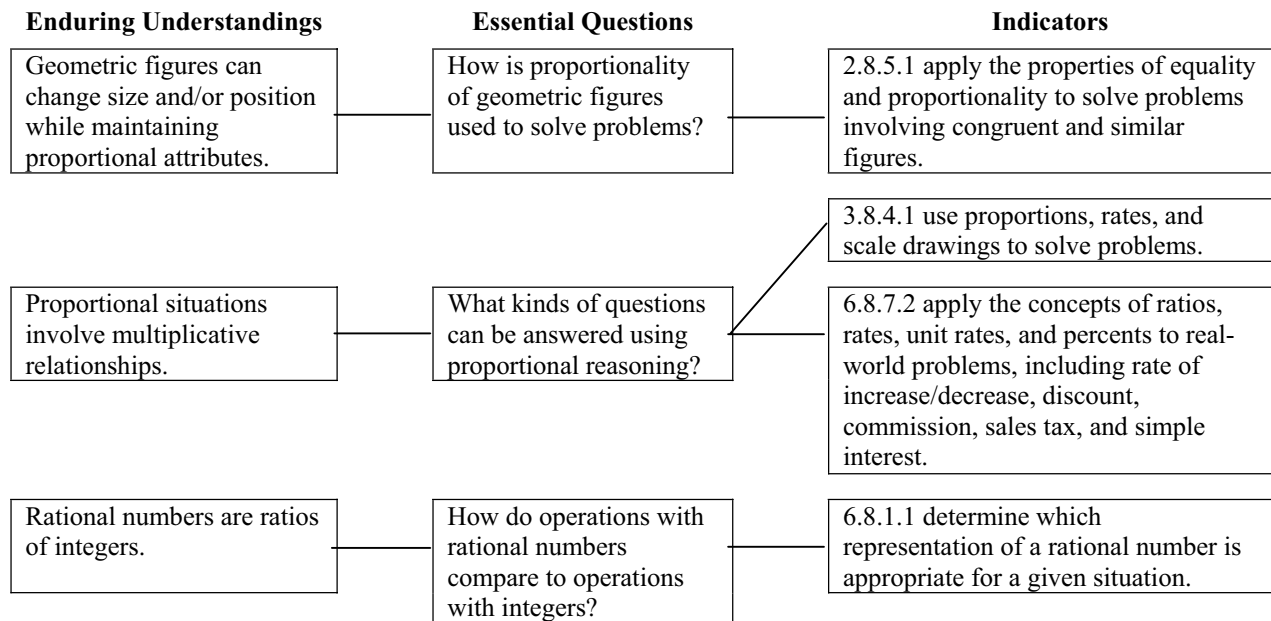 Enduring Understandings
Essential Questions
Indicators
Geometric figures can
change size and/or position
while maintaining
proportional attributes.
How is proportionality
of geometric figures
used to solve problems?
2.8.5.1 apply the properties of equality
and proportionality to solve problems
involving congruent and similar
figures.
3.8.4.1 use proportions, rates, and
scale drawings to solve problems.
Proportional situations
involve multiplicative
relationships.
What kinds of questions
can be answered using
proportional reasoning?
6.8.7.2 apply the concepts of ratios,
rates, unit rates, and percents to real-
world problems, including rate of
increase/decrease, discount,
commission, sales tax, and simple
interest.
Rational numbers are ratios
of integers.
How do operations with
rational numbers
compare to operations
with integers?
6.8.1.1 determine which
representation of a rational number is
appropriate for a given situation.